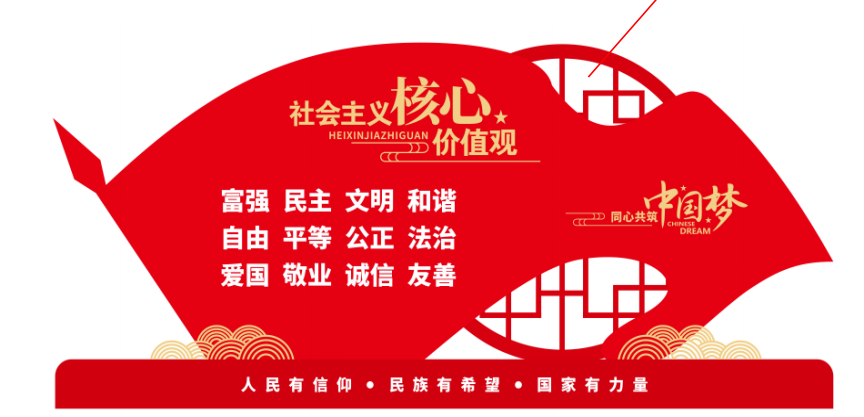 社会主义核心
HEIXINJIAZHIGUAN
价值观
富强 民主 文明 和谐
自由 平等 公正 法治
爱国 敬业 诚信 友善
同心共筑中国梦
CHINESE
DREAM
人民有信仰 • 民族有希望 • 国家有力量